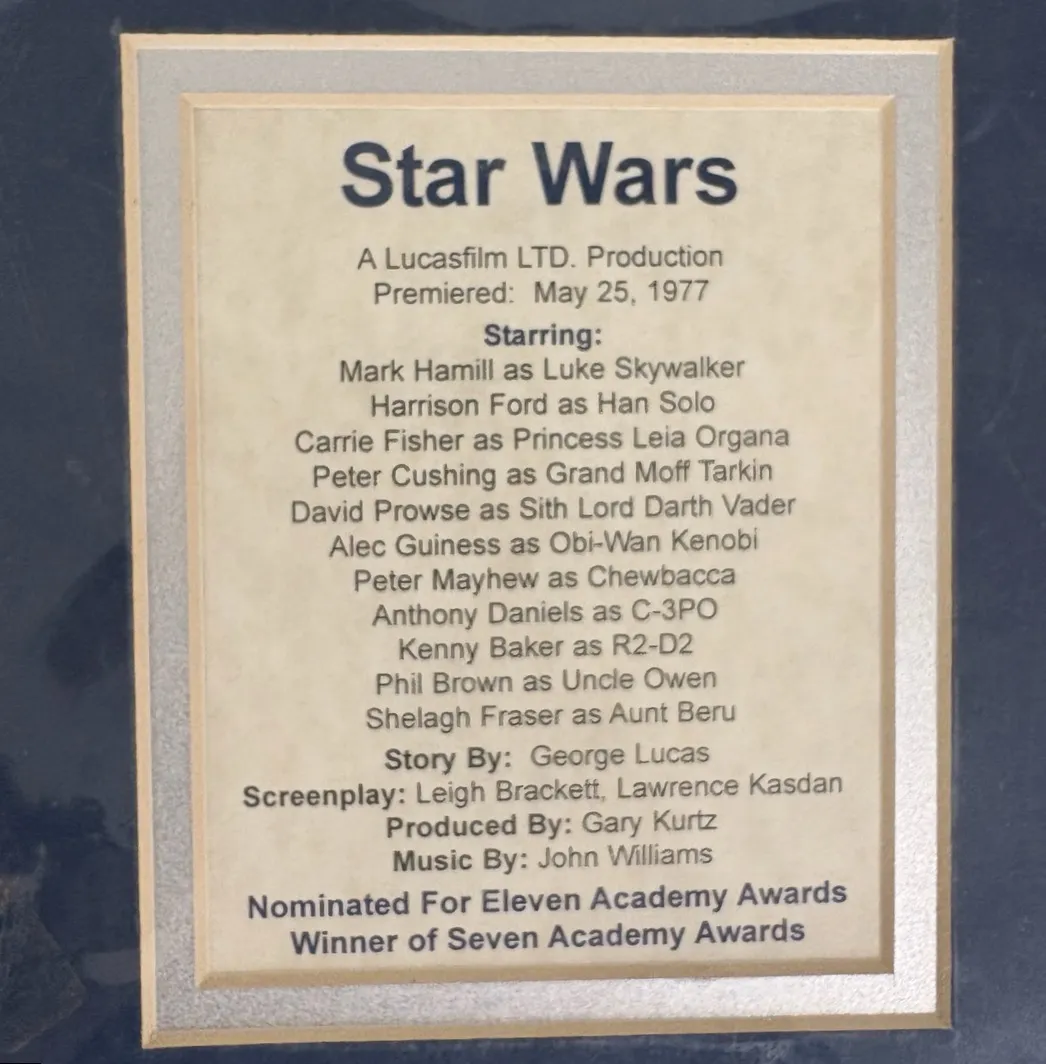 Star Wars
A Lucasfilm LTD. Production
Premiered: May 25, 1977
Starring:
Mark Hamill as Luke Skywalker
Harrison Ford as Han Solo
Carrie Fisher as Princess Leia Organa
Peter Cushing as Grand Moff Tarkin
David Prowse as Sith Lord Darth Vader
Alec Guiness as Obi-Wan Kenobi
Peter Mayhew as Chewbacca
Anthony Daniels as C-3PO
Kenny Baker as R2-D2
Phil Brown as Uncle Owen
Shelagh Fraser as Aunt Beru
Story By: George Lucas
Screenplay: Leigh Brackett, Lawrence Kasdan
Produced By: Gary Kurtz
Music By: John Williams
Nominated For Eleven Academy Awards
Winner of Seven Academy Awards